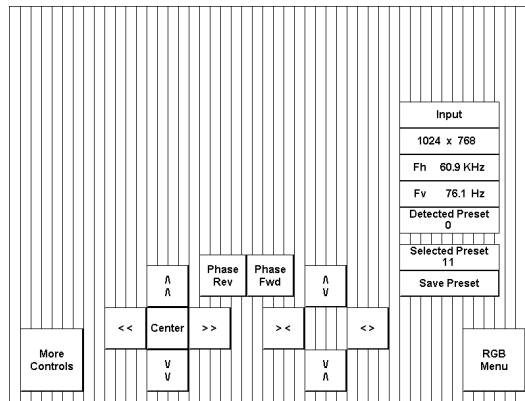 Input
1024 x 768
Fh 60.9 KHz
Fv 76.1 Hz
Detected Preset
0
Selected Preset
11
Save Preset
Phase Rev
Phase Fwd
^
^
^
v
<<
Center
>>
><
<>
v
v
v
^
More Controls
RGB Menu